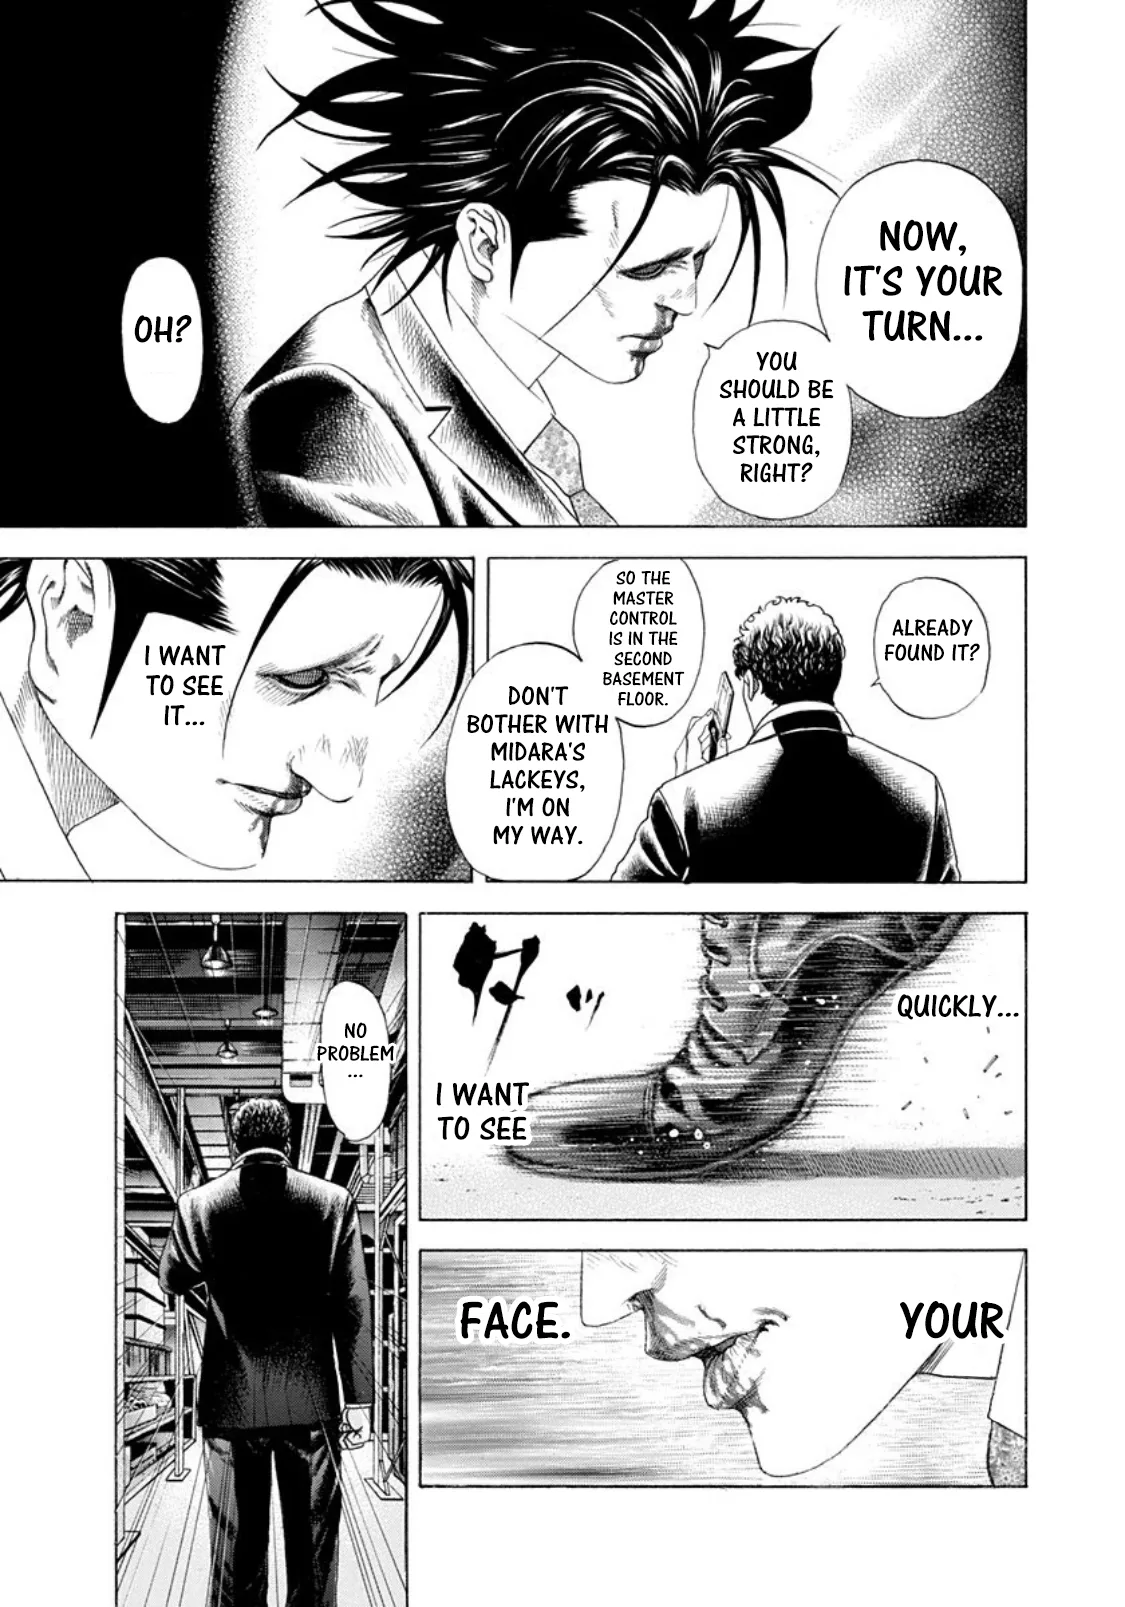 NOW,
IT'S YOUR
TURN...
YOU
SHOULD BE
A LITTLE
STRONG,
RIGHT?
OH?
ALREADY
FOUND IT?
SO THE
MASTER
CONTROL
IS IN THE
SECOND
BASEMENT
FLOOR.
DON'T
BOTHER WITH
MIDARA'S
LACKEYS,
I'M ON
MY WAY.
I WANT
TO SEE
IT...
QUICKLY...
I WANT
TO SEE
YOUR
FACE.
NO
PROBLEM
...